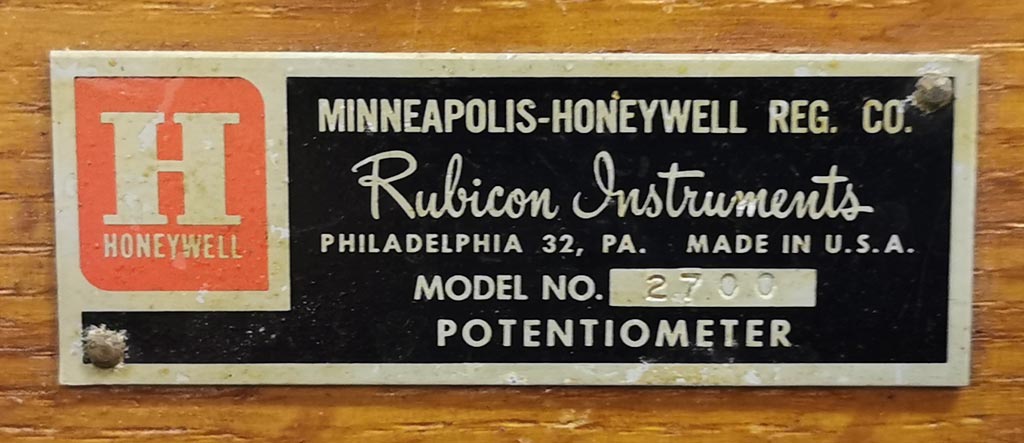 H
HONEYWELL
MINNEAPOLIS-HONEYWELL REG. CO.
Rubicon Instruments
PHILADELPHIA 32, PA. MADE IN U.S.A.
MODEL NO. 2700
POTENTIOMETER